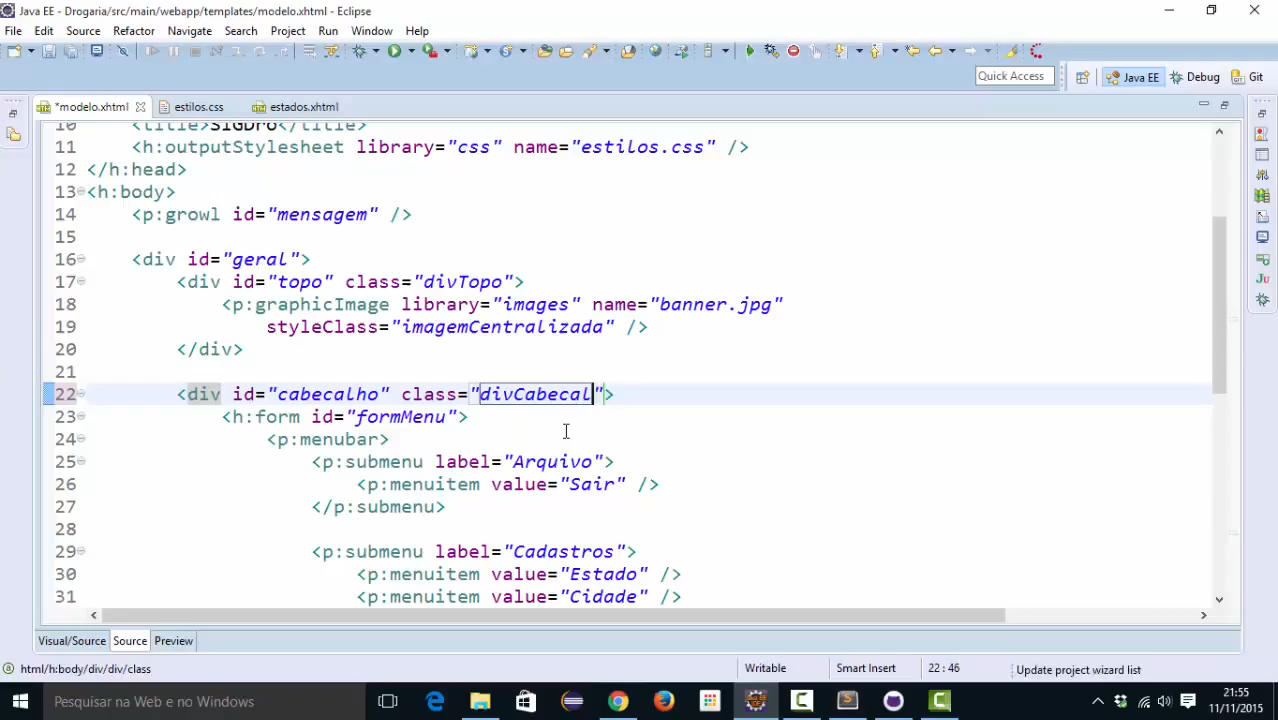 Java EE - Drogaria/src/main/webapp/templates/modelo.xhtml - Eclipse
File Edit Source Refactor Navigate Search Project Run Window Help
Quick Access Java EE Debug Git
*modelo.xhtml estilos.css estados.xhtml
10 <title>SIGDro</title>
11 <h:outputStylesheet library="css" name="estilos.css" />
12 </h:head>
13 <h:body>
14 <p:growl id="mensagem" />
15
16 <div id="geral">
17 <div id="topo" class="divTopo">
18 <p:graphicImage library="images" name="banner.jpg"
19 styleClass="imagemCentralizada" />
20 </div>
21
22 <div id="cabecalho" class="divCabecal">
23 <h:form id="formMenu">
24 <p:menubar>
25 <p:submenu label="Arquivo">
26 <p:menuitem value="Sair" />
27 </p:submenu>
28
29 <p:submenu label="Cadastros">
30 <p:menuitem value="Estado" />
31 <p:menuitem value="Cidade" />
Visual/Source Source Preview
html/h:body/div/div/class Writable Smart Insert 22 : 46 Update project wizard list
Pesquisar na Web e no Windows
21:55
11/11/2015